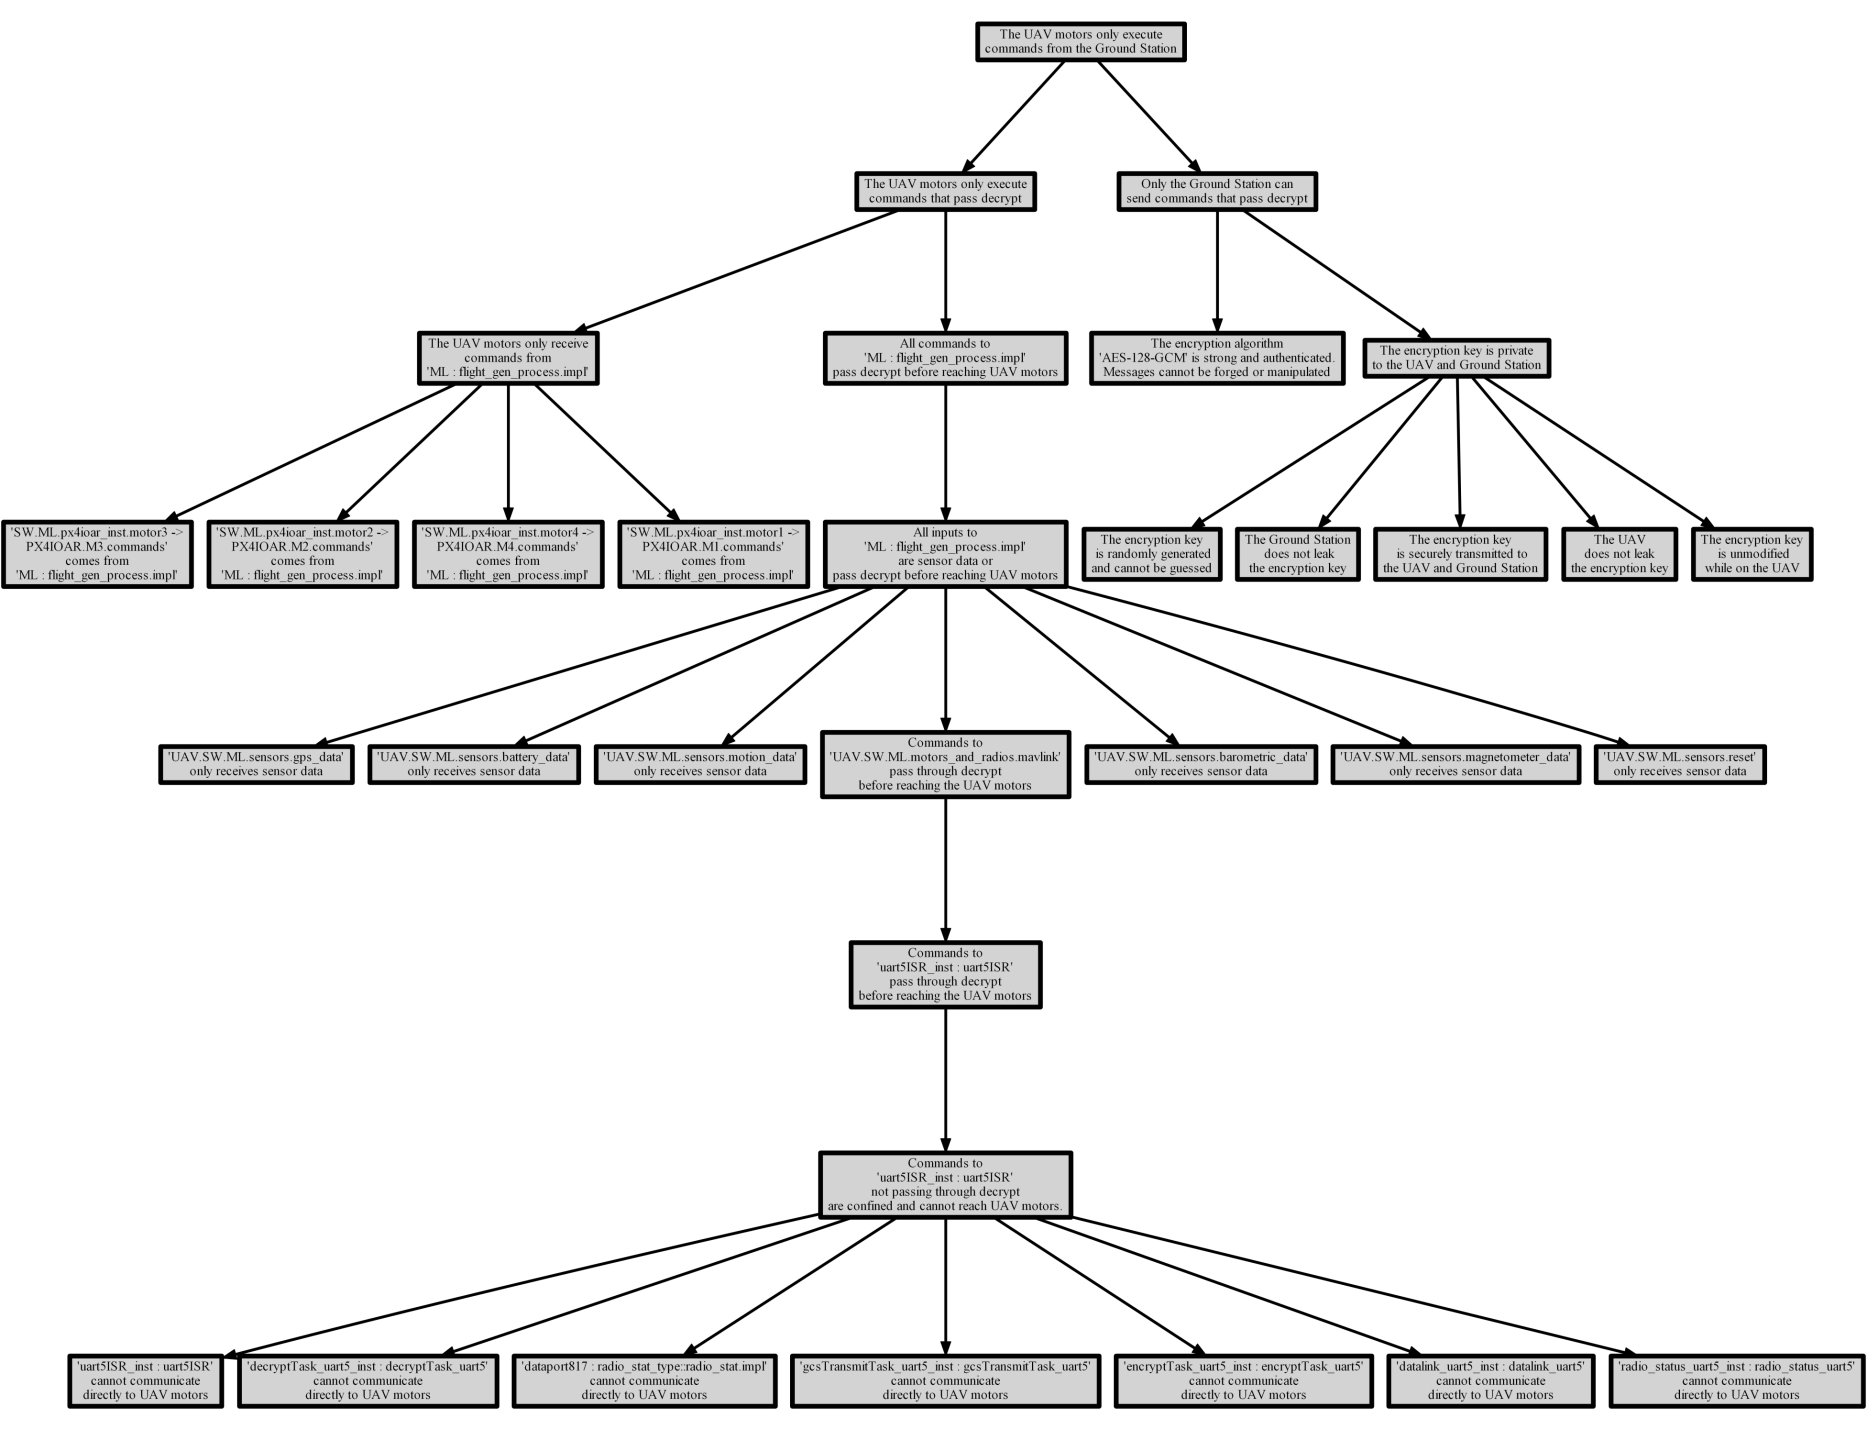 The UAV motors only execute
commands from the Ground Station
The UAV motors only execute
commands that pass decrypt
Only the Ground Station can
send commands that pass decrypt
The UAV motors only receive
commands from
'ML : flight_gen_process.impl'
All commands to
'ML : flight_gen_process.impl'
pass decrypt before reaching UAV motors
The encryption algorithm
'AES-128-GCM' is strong and authenticated.
Messages cannot be forged or manipulated
The encryption key is private
to the UAV and Ground Station
'SW.ML.px4ioar_inst.motor3 ->
PX4IOAR.M3.commands'
comes from
'ML : flight_gen_process.impl'
'SW.ML.px4ioar_inst.motor2 ->
PX4IOAR.M2.commands'
comes from
'ML : flight_gen_process.impl'
'SW.ML.px4ioar_inst.motor4 ->
PX4IOAR.M4.commands'
comes from
'ML : flight_gen_process.impl'
'SW.ML.px4ioar_inst.motor1 ->
PX4IOAR.M1.commands'
comes from
'ML : flight_gen_process.impl'
All inputs to
'ML : flight_gen_process.impl'
are sensor data or
pass decrypt before reaching UAV motors
The encryption key
is randomly generated
and cannot be guessed
The Ground Station
does not leak
the encryption key
The encryption key
is securely transmitted to
the UAV and Ground Station
The UAV
does not leak
the encryption key
The encryption key
is unmodified
while on the UAV
'UAV.SW.ML.sensors.gps_data'
only receives sensor data
'UAV.SW.ML.sensors.battery_data'
only receives sensor data
'UAV.SW.ML.sensors.motion_data'
only receives sensor data
Commands to
'UAV.SW.ML.motors_and_radios.mavlink'
pass through decrypt
before reaching the UAV motors
'UAV.SW.ML.sensors.barometric_data'
only receives sensor data
'UAV.SW.ML.sensors.magnetometer_data'
only receives sensor data
'UAV.SW.ML.sensors.reset'
only receives sensor data
Commands to
'uart5ISR_inst : uart5ISR'
pass through decrypt
before reaching the UAV motors
Commands to
'uart5ISR_inst : uart5ISR'
not passing through decrypt
are confined and cannot reach UAV motors.
'uart5ISR_inst : uart5ISR'
cannot communicate
directly to UAV motors
'decryptTask_uart5_inst : decryptTask_uart5'
cannot communicate
directly to UAV motors
'dataport817 : radio_stat_type::radio_stat.impl'
cannot communicate
directly to UAV motors
'gcsTransmitTask_uart5_inst : gcsTransmitTask_uart5'
cannot communicate
directly to UAV motors
'encryptTask_uart5_inst : encryptTask_uart5'
cannot communicate
directly to UAV motors
'datalink_uart5_inst : datalink_uart5'
cannot communicate
directly to UAV motors
'radio_status_uart5_inst : radio_status_uart5'
cannot communicate
directly to UAV motors